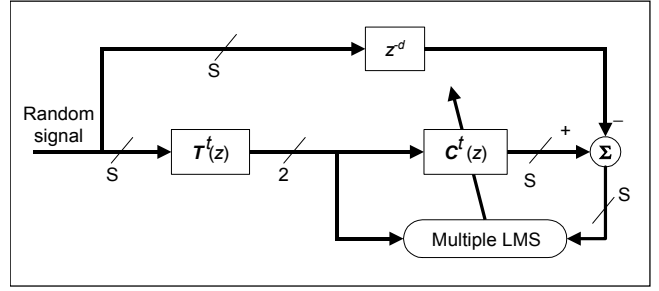 z-d
S
Random
signal
S
T t(z)
2
C t (z)
S
+
−
Σ
S
Multiple LMS